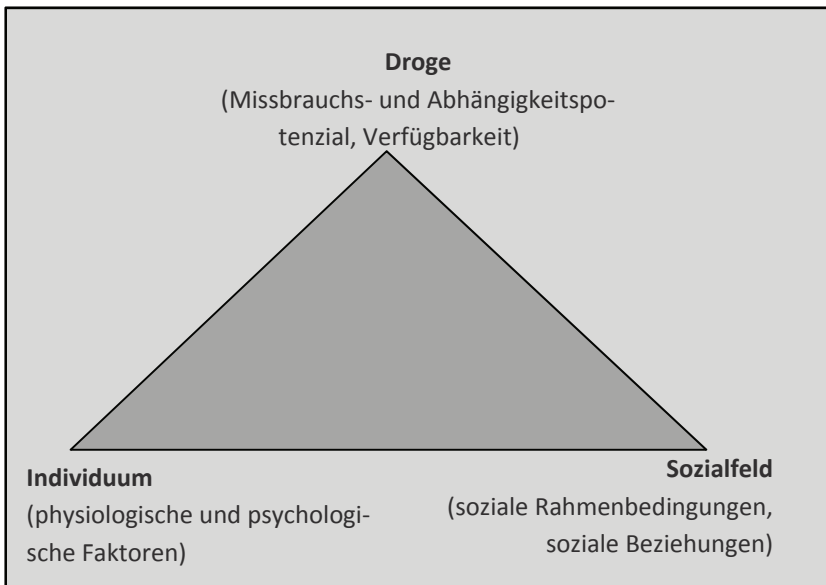 Droge
(Missbrauchs- und Abhängigkeitspo-
tenzial, Verfügbarkeit)
Individuum
(physiologische und psychologi-
sche Faktoren)
Sozialfeld
(soziale Rahmenbedingungen,
soziale Beziehungen)